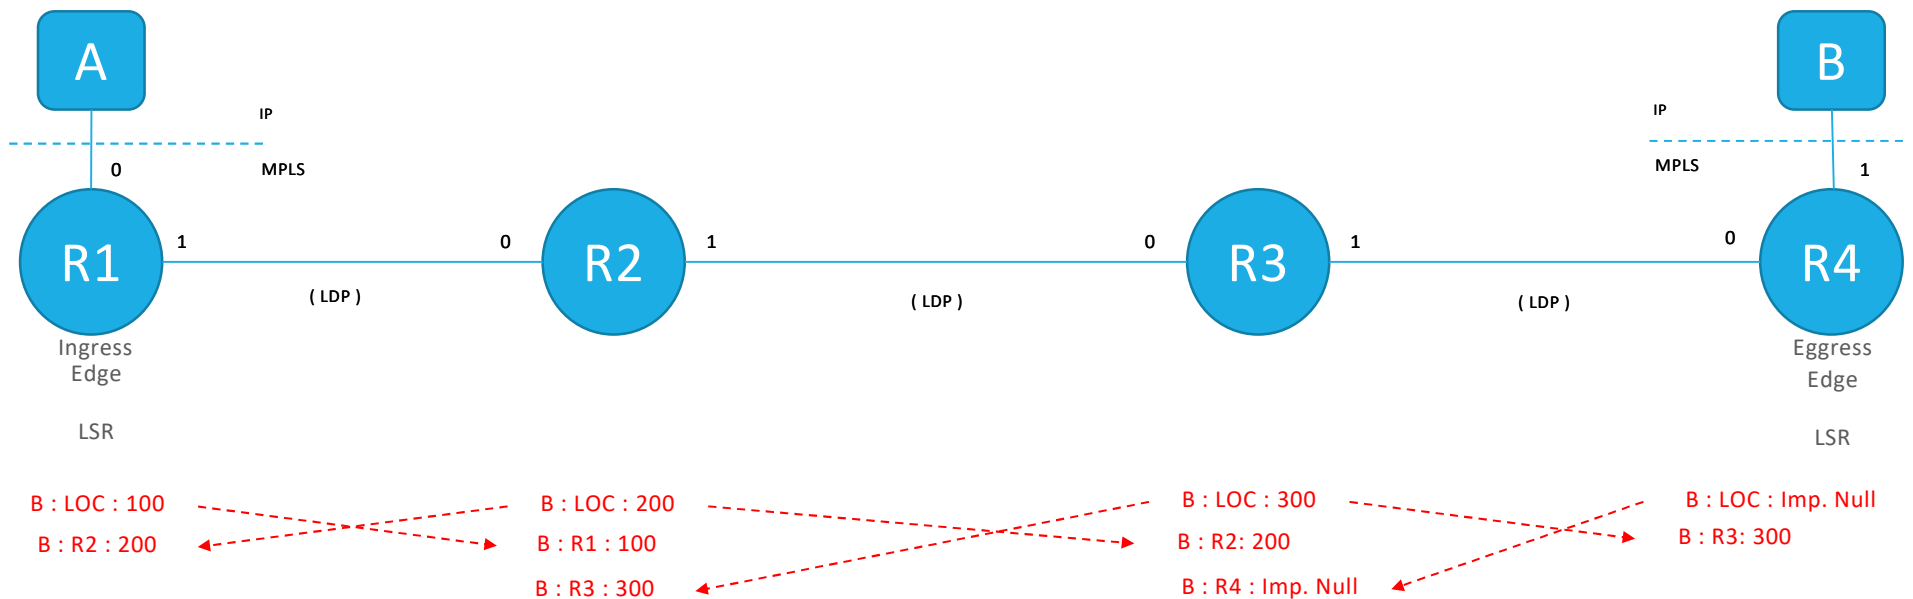 A
B
IP
IP
MPLS
0
MPLS
1
R1
1
0
R2
1
0
R3
1
0
R4
( LDP )
( LDP )
( LDP )
Ingress
Edge
LSR
Eggress
Edge
LSR
B : LOC : 100
B : R2 : 200
B : LOC : 200
B : R1 : 100
B : R3 : 300
B : LOC : 300
B : R2: 200
B : R4 : Imp. Null
B : LOC : Imp. Null
B : R3: 300